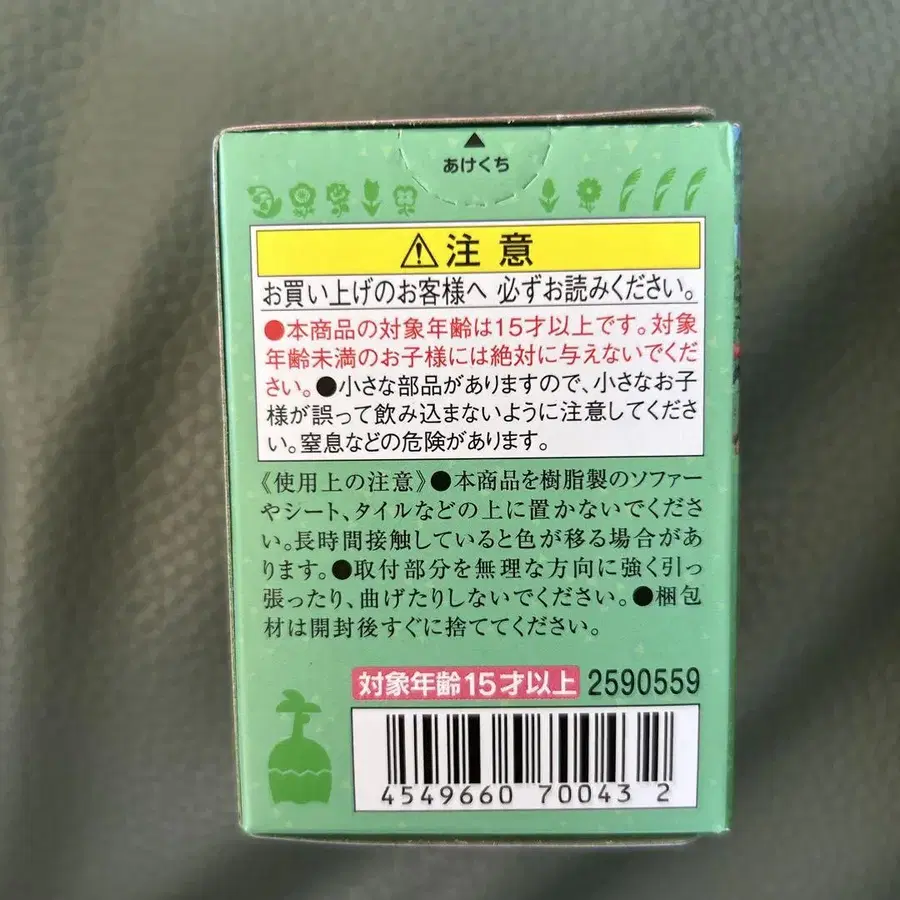 ▲
あけくち
⚠注意
お買い上げのお客様へ 必ずお読みください。
●本商品の対象年齢は15才以上です。対象
年齢未満のお子様には絶対に与えないでくだ
さい。●小さな部品がありますので、小さなお子
様が誤って飲み込まないように注意してくださ
い。窒息などの危険があります。
《使用上の注意》●本商品を樹脂製のソファー
やシート、タイルなどの上に置かないでくださ
い。長時間接触していると色が移る場合があ
ります。●取付部分を無理な方向に強く引っ
張ったり、曲げたりしないでください。●梱包
材は開封後すぐに捨ててください。
対象年齢15才以上 2590559
4549660 70043 2